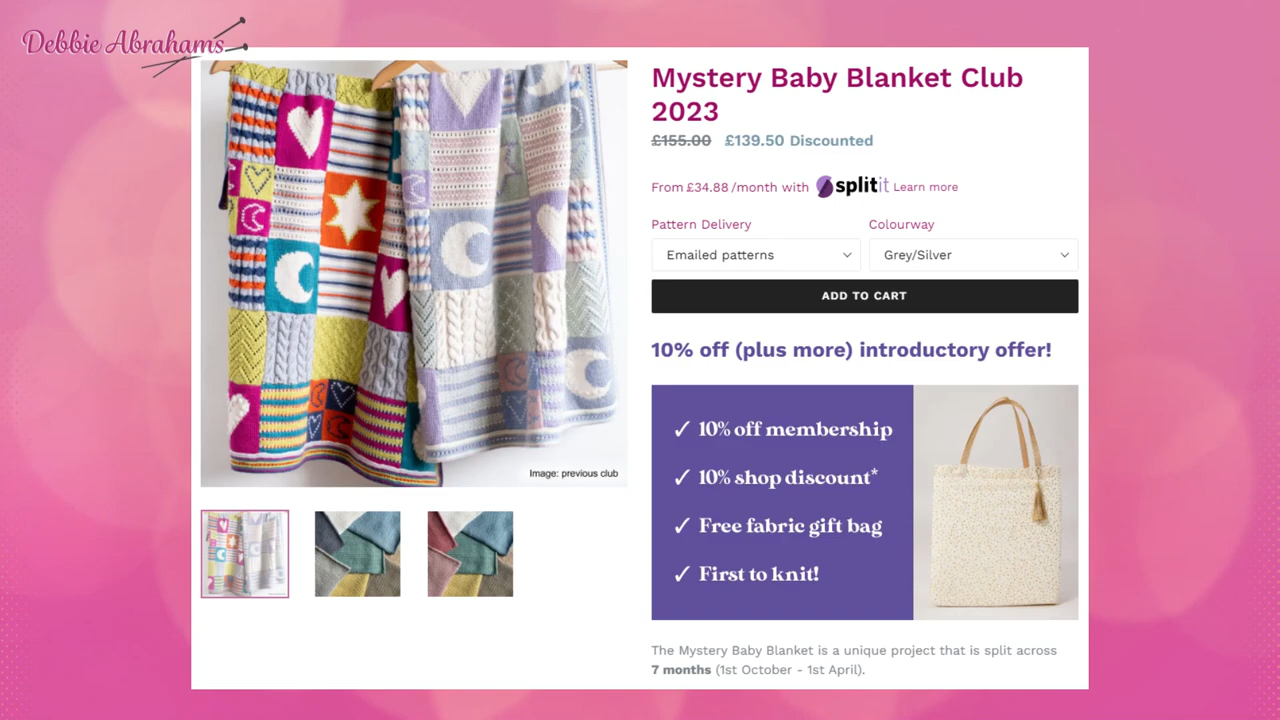 Debbie Abrahams
Mystery Baby Blanket Club
2023
£155.00 £139.50 Discounted
From £34.88/month with splitit Learn more
Pattern Delivery Colourway
Emailed patterns Grey/Silver
ADD TO CART
10% off (plus more) introductory offer!
✓ 10% off membership
✓ 10% shop discount*
✓ Free fabric gift bag
✓ First to knit!
Image: previous club
The Mystery Baby Blanket is a unique project that is split across
7 months (1st October - 1st April).